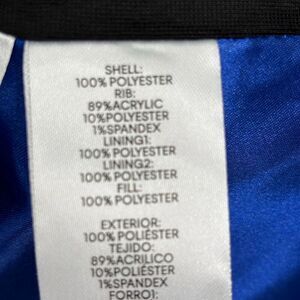 SHELL:
100% POLYESTER
RIB:
89%ACRYLIC
10%POLYESTER
1%SPANDEX
LINING1:
100% POLYESTER
LINING2:
100% POLYESTER
FILL:
100% POLYESTER
EXTERIOR:
100% POLIÉSTER
TEJIDO:
89%ACRILICO
10%POLIÉSTER
1%SPANDEX
FORRO1: